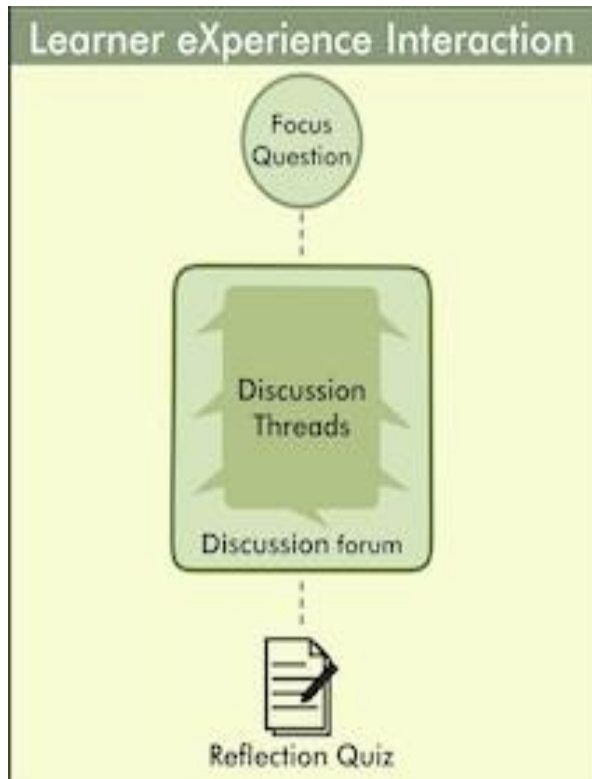 Learner eXperience Interaction
Focus
Question
Discussion
Threads
Discussion forum
Reflection Quiz